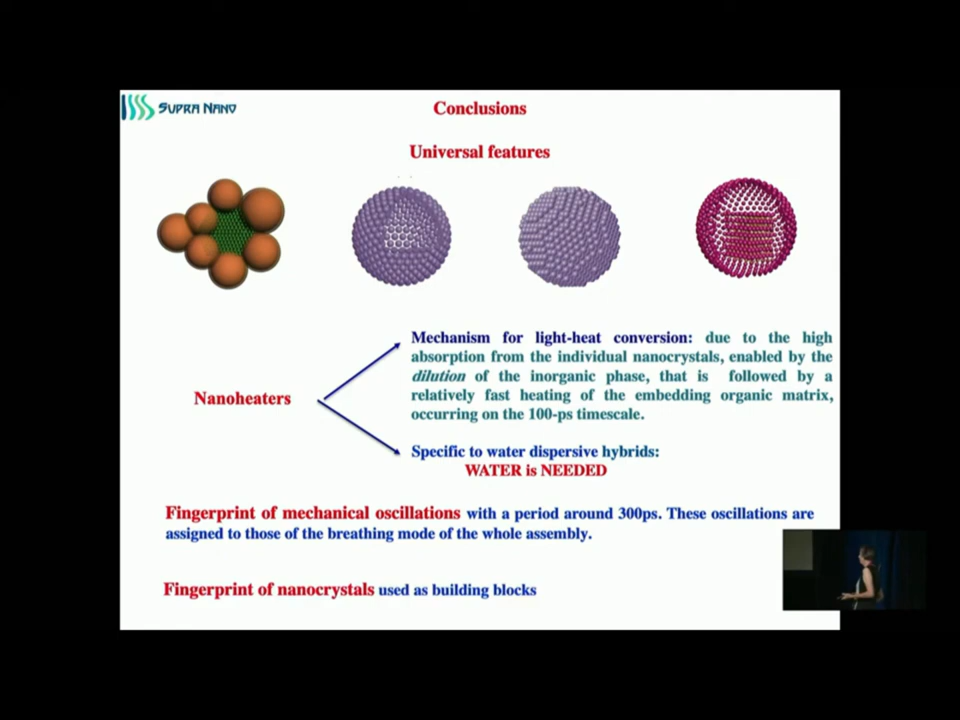 SUPRA NANO
Conclusions
Universal features
Mechanism for light-heat conversion: due to the high
absorption from the individual nanocrystals, enabled by the
dilution of the inorganic phase, that is followed by a
relatively fast heating of the embedding organic matrix,
occurring on the 100-ps timescale.
Nanoheaters
Specific to water dispersive hybrids:
WATER is NEEDED
Fingerprint of mechanical oscillations with a period around 300ps. These oscillations are
assigned to those of the breathing mode of the whole assembly.
Fingerprint of nanocrystals used as building blocks